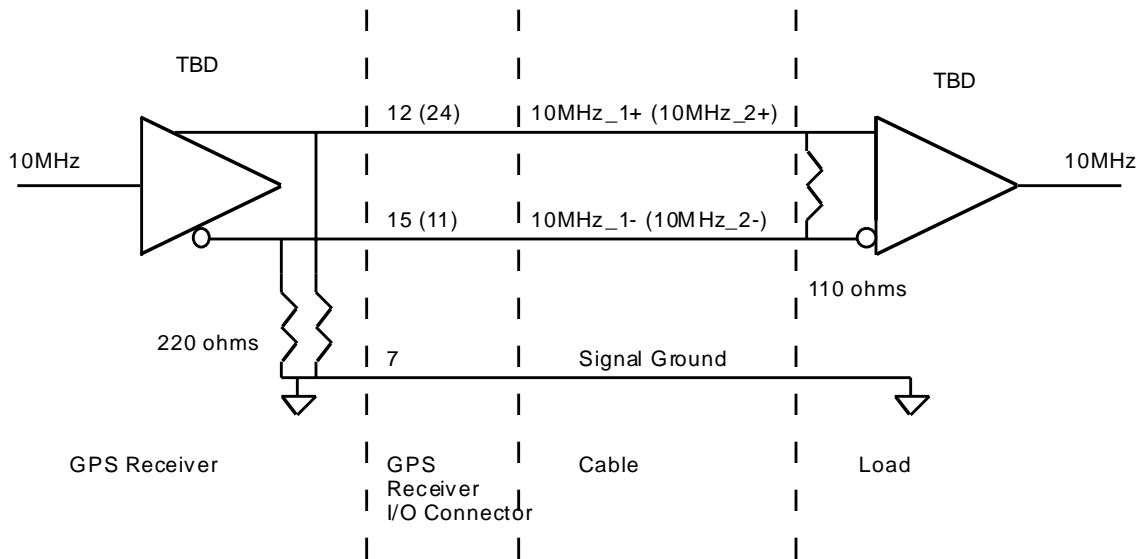 TBD
TBD
12 (24)
10MHz_1+ (10MHz_2+)
10MHz
10MHz
15 (11)
10MHz_1- (10MHz_2-)
110 ohms
220 ohms
7
Signal Ground
GPS Receiver
GPS
Receiver
I/O Connector
Cable
Load